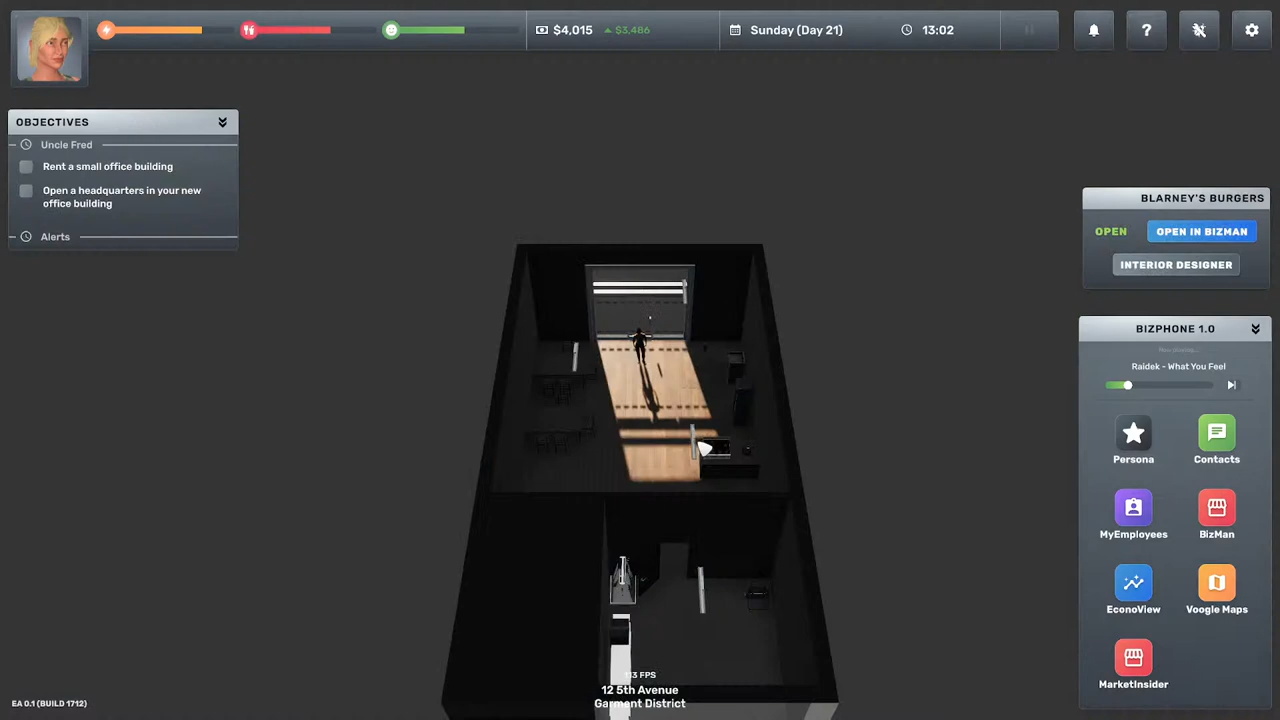 $4,015
$3,486
Sunday (Day 21)
13:02
?
OBJECTIVES
Uncle Fred
Rent a small office building
Open a headquarters in your new
office building
Alerts
BLARNEY'S BURGERS
OPEN
OPEN IN BIZMAN
INTERIOR DESIGNER
BIZPHONE 1.0
Raidek - What You Feel
Persona
Contacts
MyEmployees
BizMan
EconoView
Voogle Maps
MarketInsider
FPS
12 5th Avenue
Garment District
EA 0.1 (BUILD 1712)